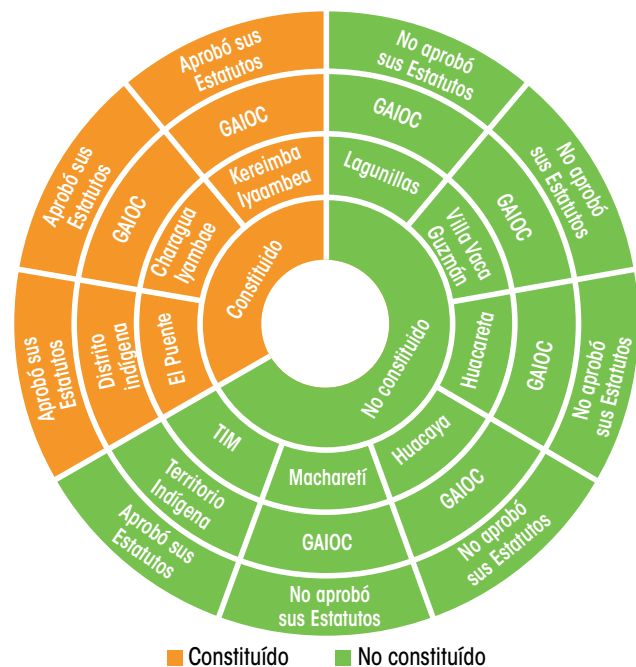 Aprobó sus
Estatutos
GAIOC
Kereimba
Iyaambea
No aprobó
sus Estatutos
GAIOC
Lagunillas
No aprobó
sus Estatutos
GAIOC
Villa Vaca
Guzmán
No aprobó
sus Estatutos
GAIOC
Huacareta
No aprobó
sus Estatutos
GAIOC
Huacaya
No aprobó
sus Estatutos
GAIOC
Macharetí
Aprobó sus
Estatutos
Territorio
Indígena
TIM
Aprobó sus
Estatutos
Distrito
indígena
El Puente
Aprobó sus
Estatutos
GAIOC
Charagua
Iyambae
Constituido
No constituido
Constituído
No constituído